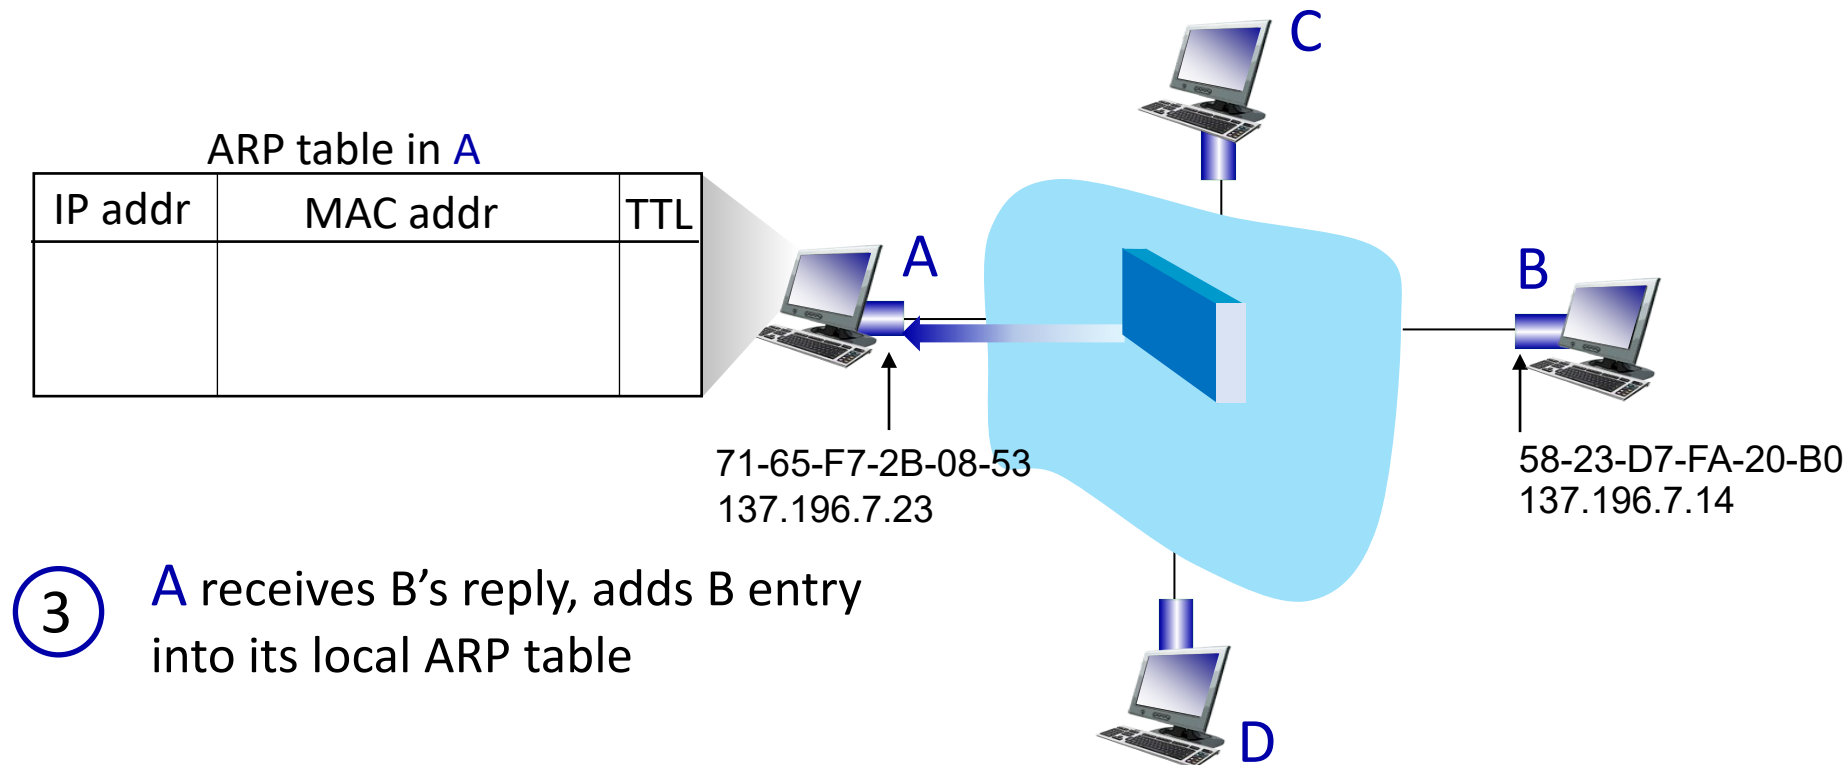 C
ARP table in A
IP addr MAC addr TTL
A
B
71-65-F7-2B-08-53
137.196.7.23
58-23-D7-FA-20-B0
137.196.7.14
3
A receives B’s reply, adds B entry
into its local ARP table
D